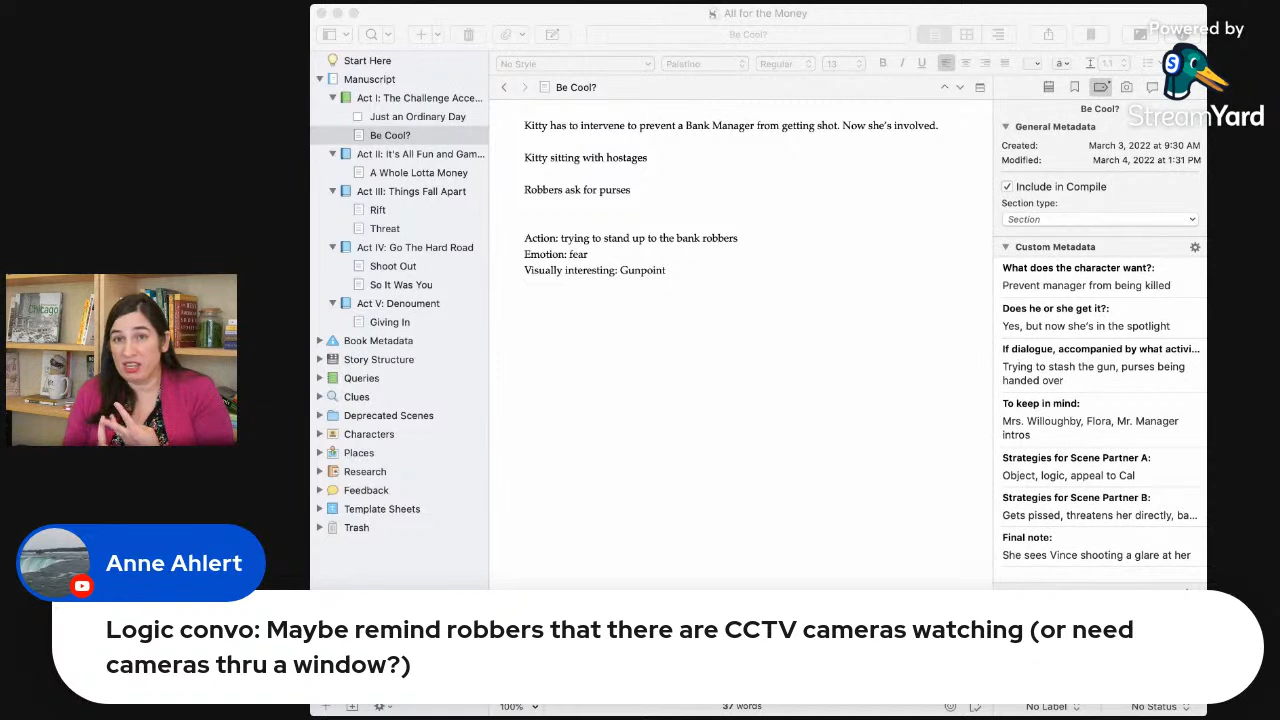 All for the Money
Be Cool?
No Style
Palatino
Regular
13
B
I
U
a
1.1
Powered by
StreamYard
Start Here
Manuscript
Act I: The Challenge Acce...
Just an Ordinary Day
Be Cool?
Act II: It's All Fun and Gam...
A Whole Lotta Money
Act III: Things Fall Apart
Rift
Threat
Act IV: Go The Hard Road
Shoot Out
So It Was You
Act V: Denoument
Giving In
Book Metadata
Story Structure
Queries
Clues
Deprecated Scenes
Characters
Places
Research
Feedback
Template Sheets
Trash
Be Cool?
Kitty has to intervene to prevent a Bank Manager from getting shot. Now she's involved.
Kitty sitting with hostages
Robbers ask for purses
Action: trying to stand up to the bank robbers
Emotion: fear
Visually interesting: Gunpoint
Be Cool?
General Metadata
Created: March 3, 2022 at 9:30 AM
Modified: March 4, 2022 at 1:31 PM
Include in Compile
Section type:
Section
Custom Metadata
What does the character want?:
Prevent manager from being killed
Does he or she get it?:
Yes, but now she's in the spotlight
If dialogue, accompanied by what activi...
Trying to stash the gun, purses being
handed over
To keep in mind:
Mrs. Willoughby, Flora, Mr. Manager
intros
Strategies for Scene Partner A:
Object, logic, appeal to Cal
Strategies for Scene Partner B:
Gets pissed, threatens her directly, ba...
Final note:
She sees Vince shooting a glare at her
Chicago
Anne Ahlert
Logic convo: Maybe remind robbers that there are CCTV cameras watching (or need
cameras thru a window?)
100%
37 words
No Label
No Status